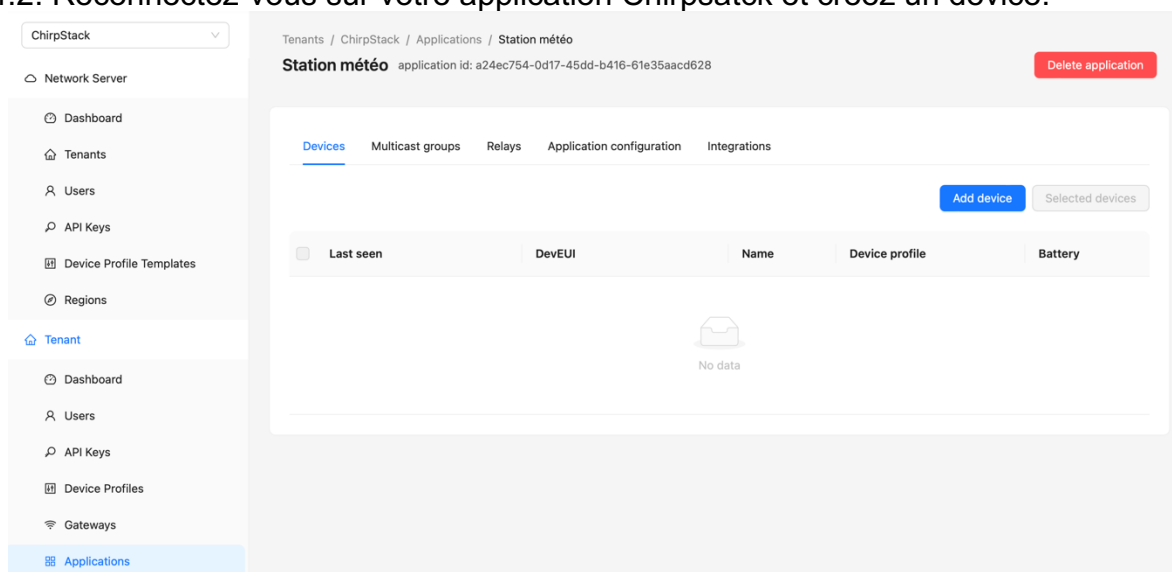 .2. Reconnectez-vous sur votre application Chirpsatck et créez un device.
ChirpStack
Tenants / ChirpStack / Applications / Station météo
Station météo application id: a24ec754-0d17-45dd-b416-61e35aacd628
Delete application
Network Server
Dashboard
Tenants
Users
API Keys
Device Profile Templates
Regions
Tenant
Dashboard
Users
API Keys
Device Profiles
Gateways
Applications
Devices Multicast groups Relays Application configuration Integrations
Add device Selected devices
Last seen DevEUI Name Device profile Battery
No data